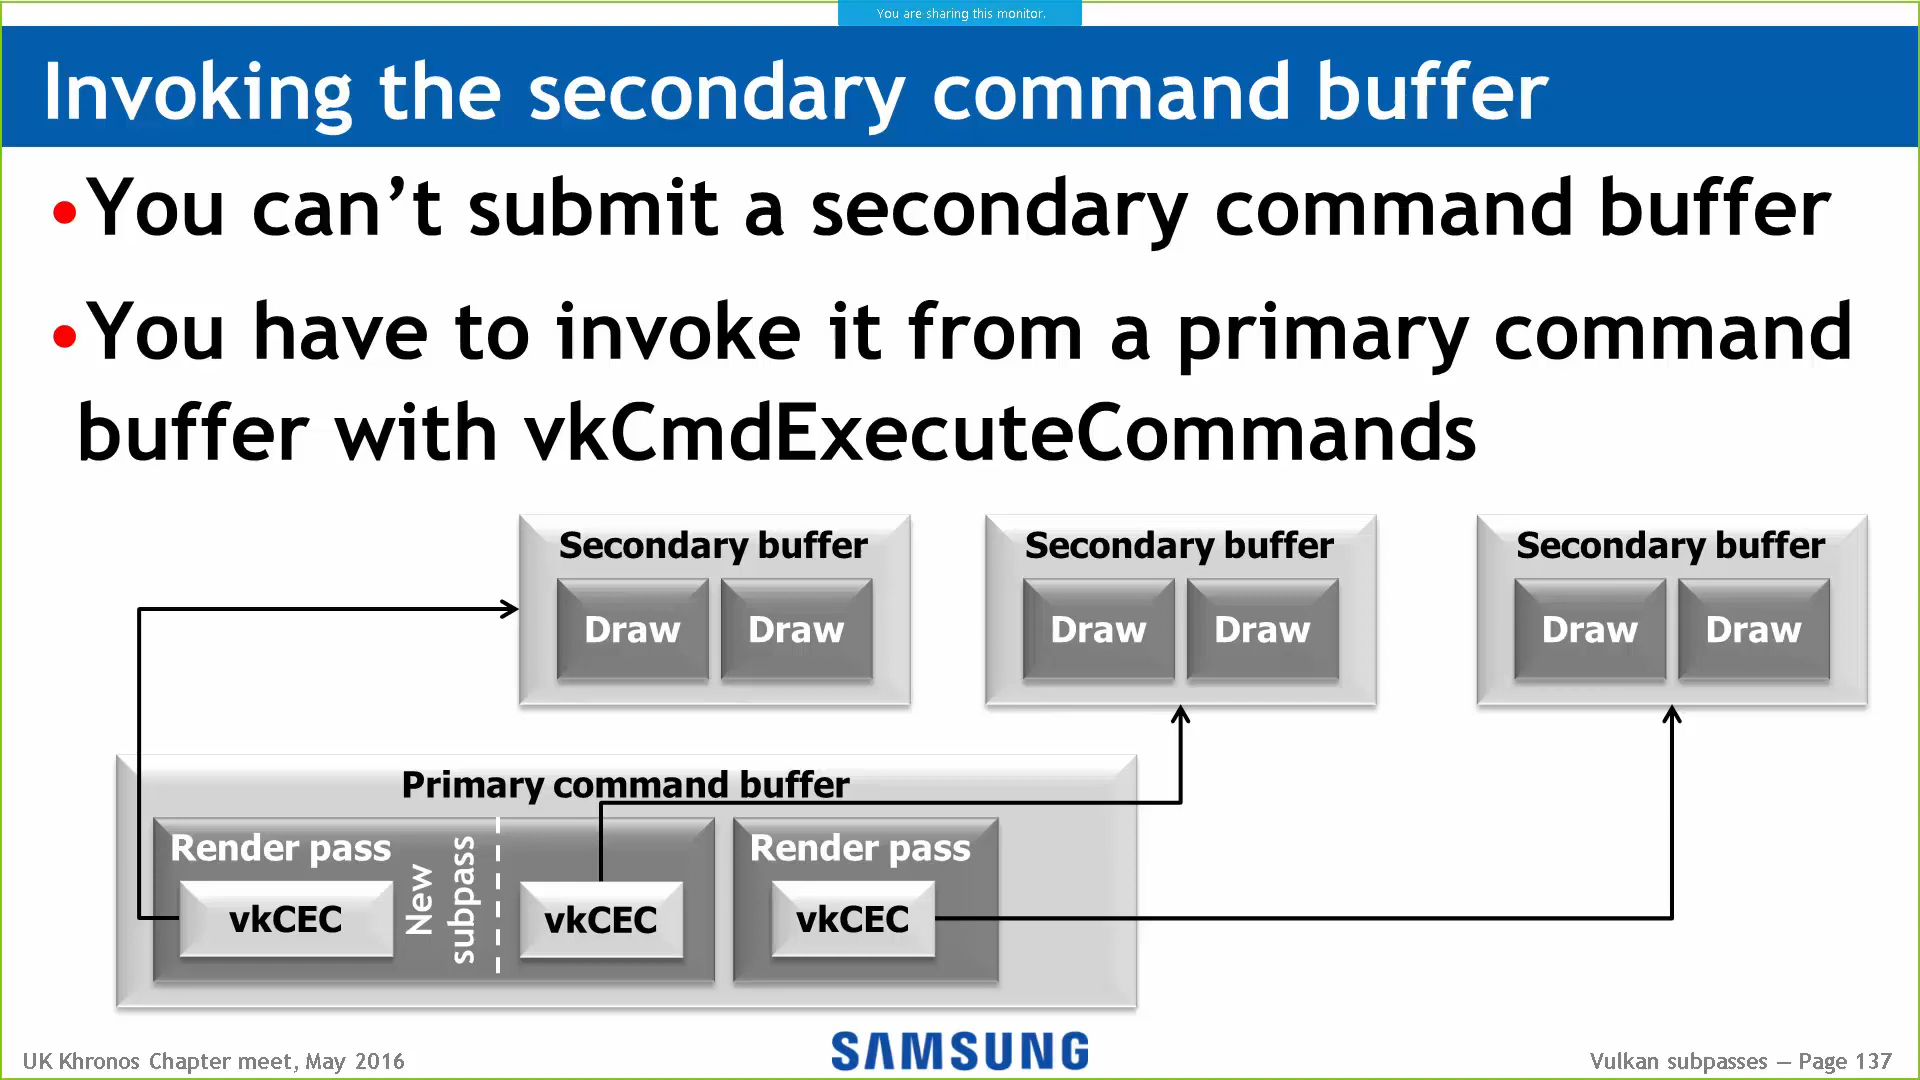 You are sharing this monitor.
Invoking the secondary command buffer
•You can’t submit a secondary command buffer
•You have to invoke it from a primary command
buffer with vkCmdExecuteCommands
Secondary buffer
Draw Draw
Secondary buffer
Draw Draw
Secondary buffer
Draw Draw
Primary command buffer
Render pass
vkCEC
New
subpass
vkCEC
Render pass
vkCEC
UK Khronos Chapter meet, May 2016
SAMSUNG
Vulkan subpasses — Page 137